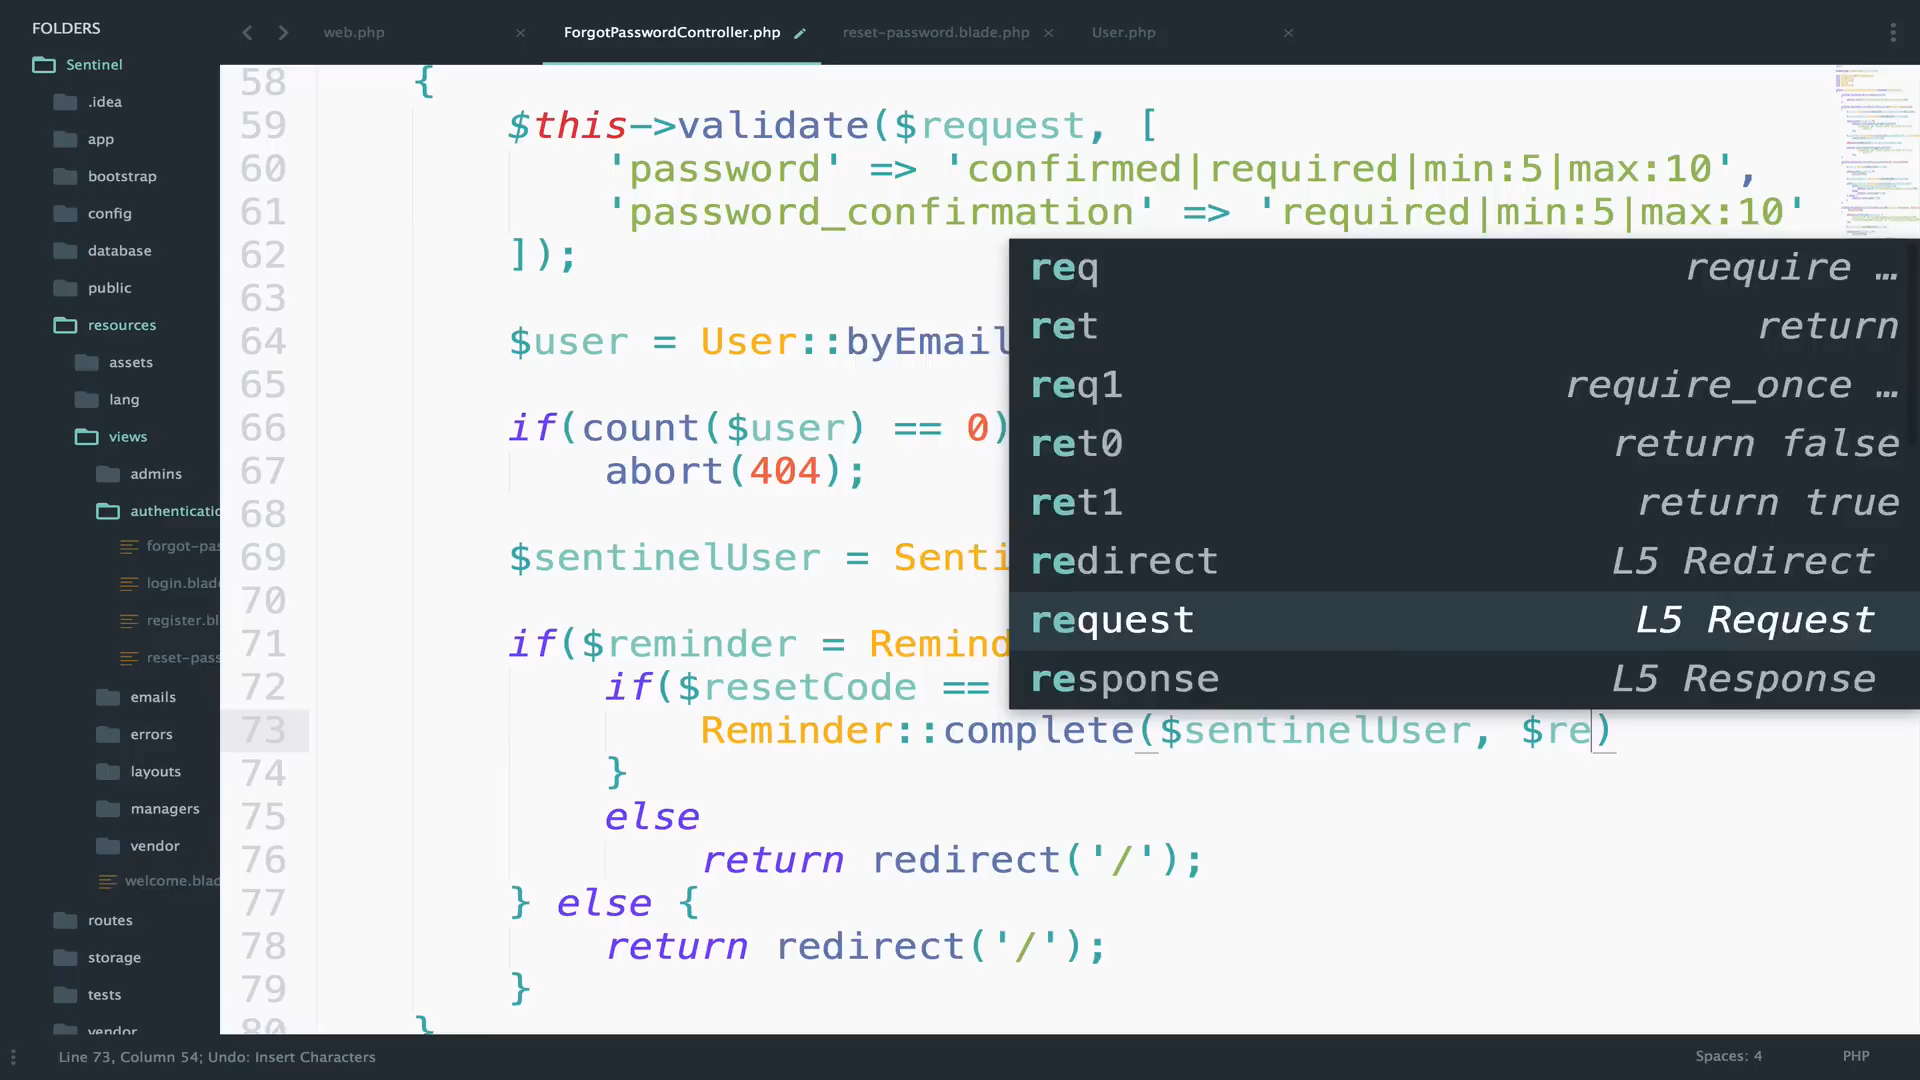 FOLDERS
Sentinel
.idea
app
bootstrap
config
database
public
resources
assets
lang
views
admins
authenticatio
forgot-pas
login.blade
register.bl
reset-pass
emails
errors
layouts
managers
vendor
welcome.blad
routes
storage
tests
vendor
web.php
ForgotPasswordController.php
reset-password.blade.php
User.php
58 {
59 $this->validate($request, [
60 'password' => 'confirmed|required|min:5|max:10',
61 'password_confirmation' => 'required|min:5|max:10'
62 ]);
63
64 $user = User::byEmail
65
66 if(count($user) == 0)
67 abort(404);
68
69 $sentinelUser = Senti
70
71 if($reminder = Remind
72 if($resetCode ==
73 Reminder::complete($sentinelUser, $re)
74 }
75 else
76 return redirect('/');
77 } else {
78 return redirect('/');
79 }
80 }
req require …
ret return
req1 require_once …
ret0 return false
ret1 return true
redirect L5 Redirect
request L5 Request
response L5 Response
Line 73, Column 54; Undo: Insert Characters
Spaces: 4
PHP